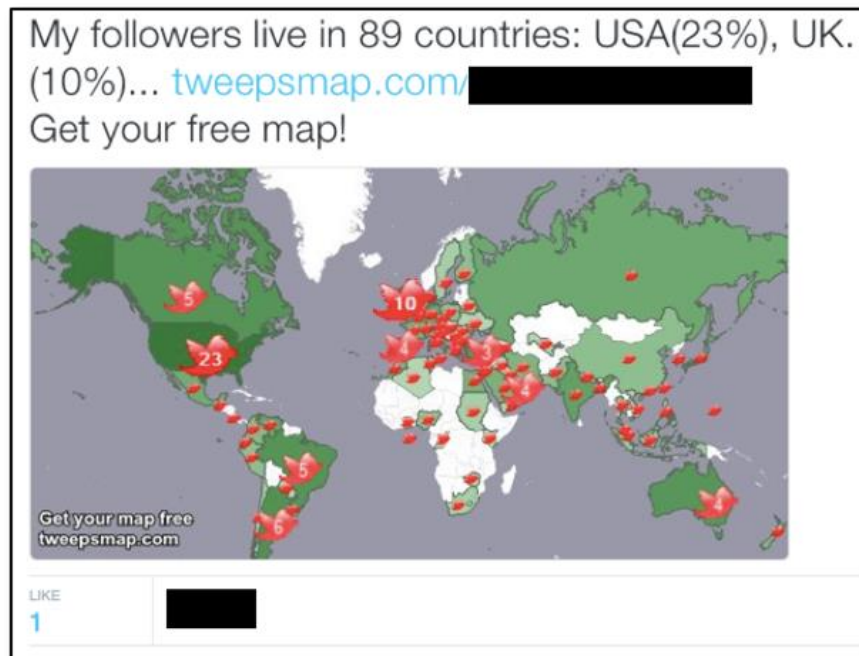 My followers live in 89 countries: USA(23%), UK.
(10%)... tweepsmap.com/
Get your free map!
5
10
23
4
3
4
5
6
4
Get your map free
tweepsmap.com
LIKE
1